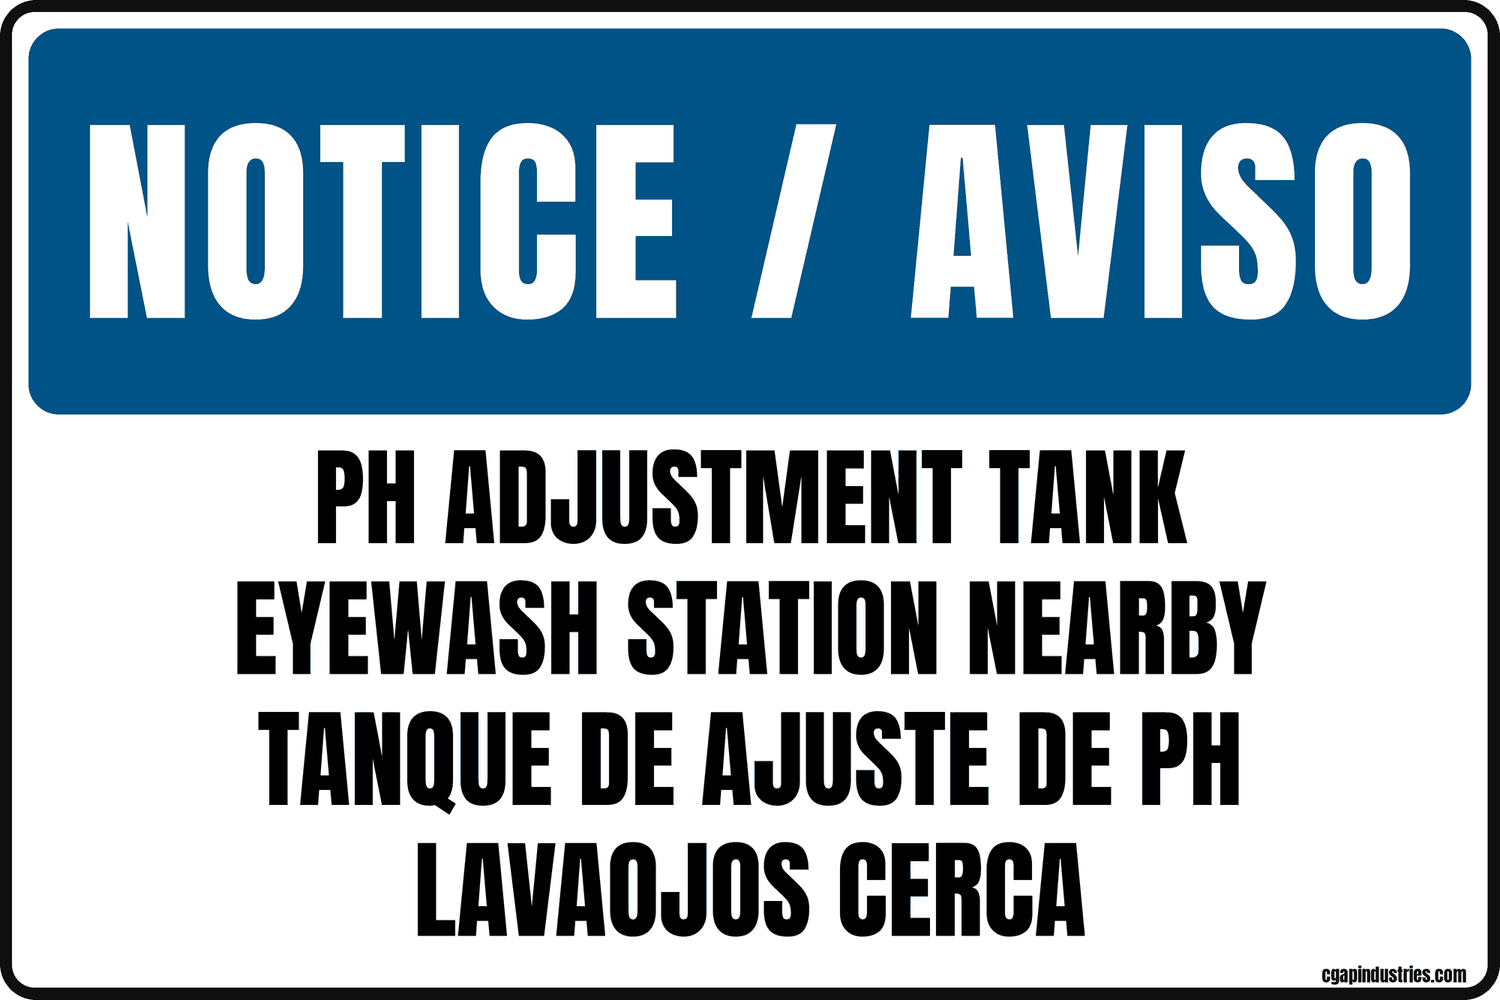 NOTICE / AVISO
PH ADJUSTMENT TANK
EYEWASH STATION NEARBY
TANQUE DE AJUSTE DE PH
LAVAOJOS CERCA
cgapindustries.com